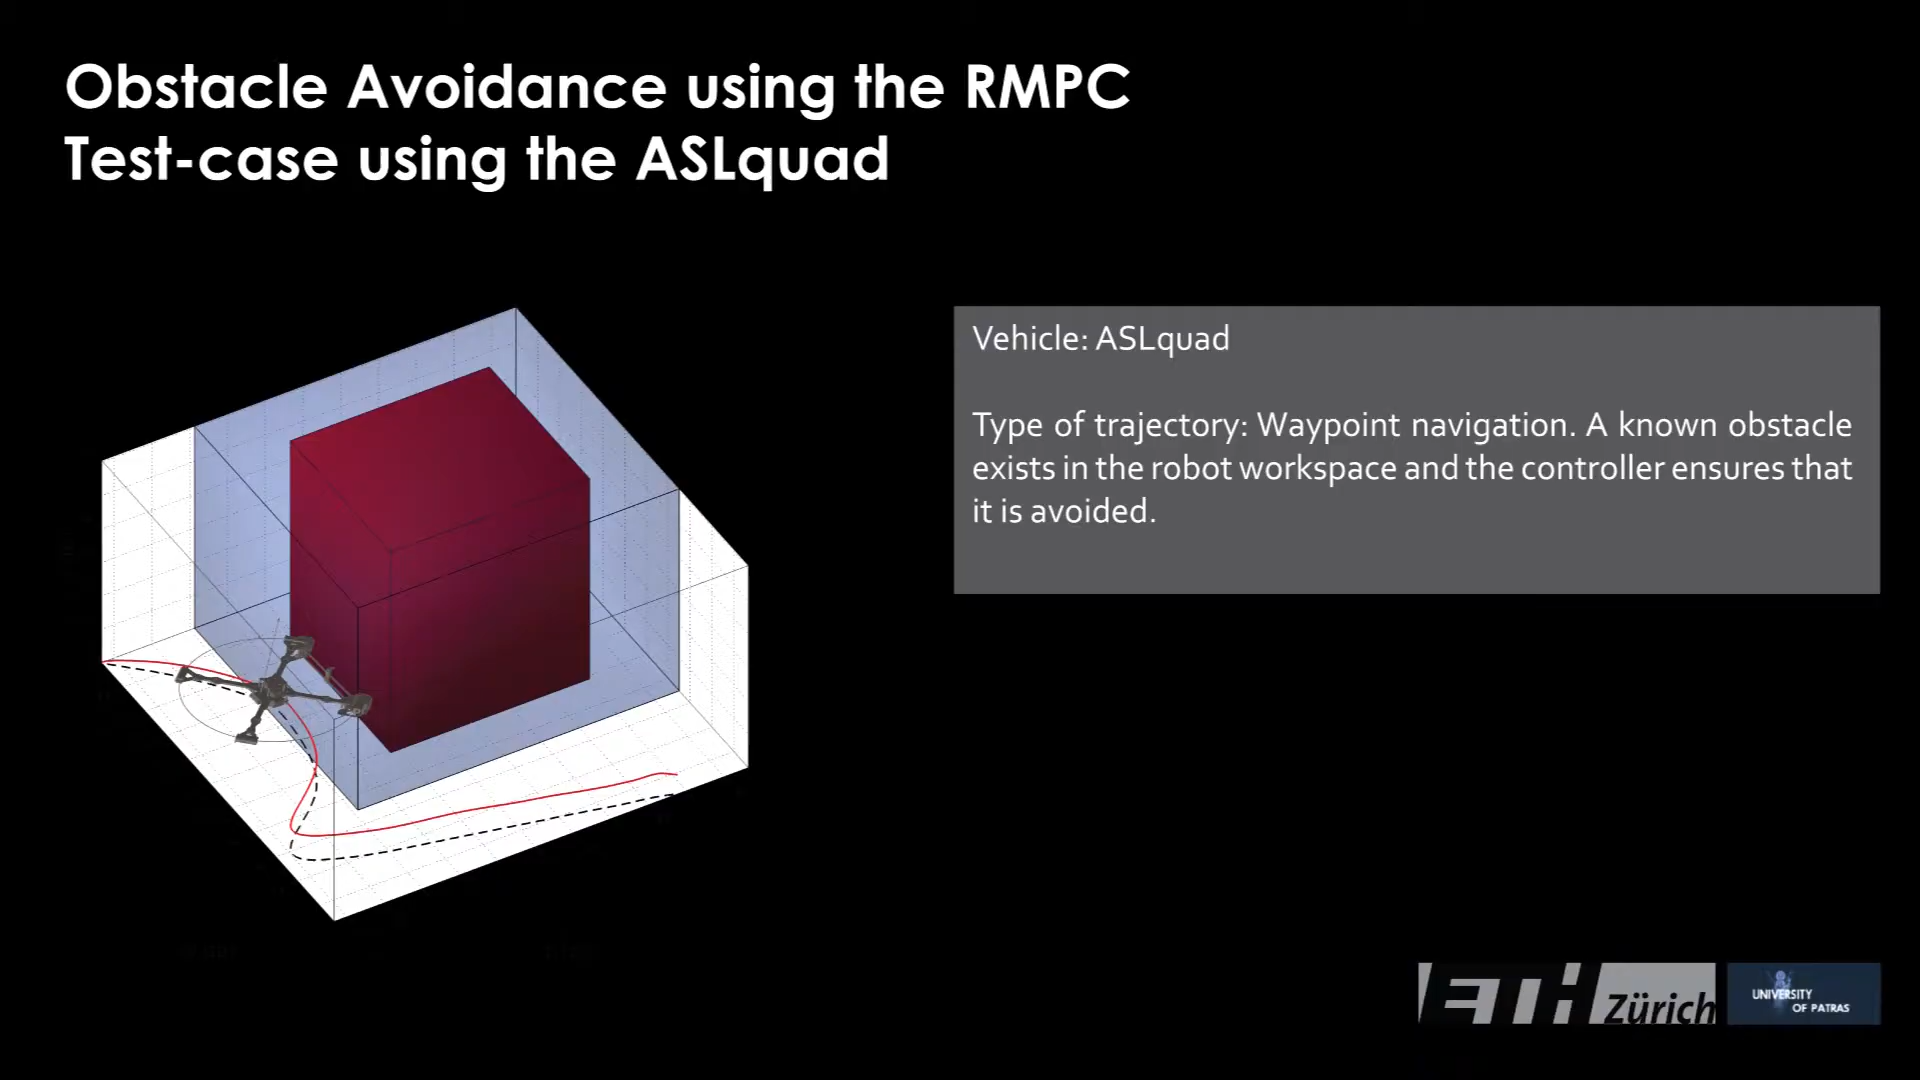 Obstacle Avoidance using the RMPC
Test-case using the ASLquad
Vehicle: ASLquad
Type of trajectory: Waypoint navigation. A known obstacle
exists in the robot workspace and the controller ensures that
it is avoided.
ETH Zürich
UNIVERSITY
OF PATRAS